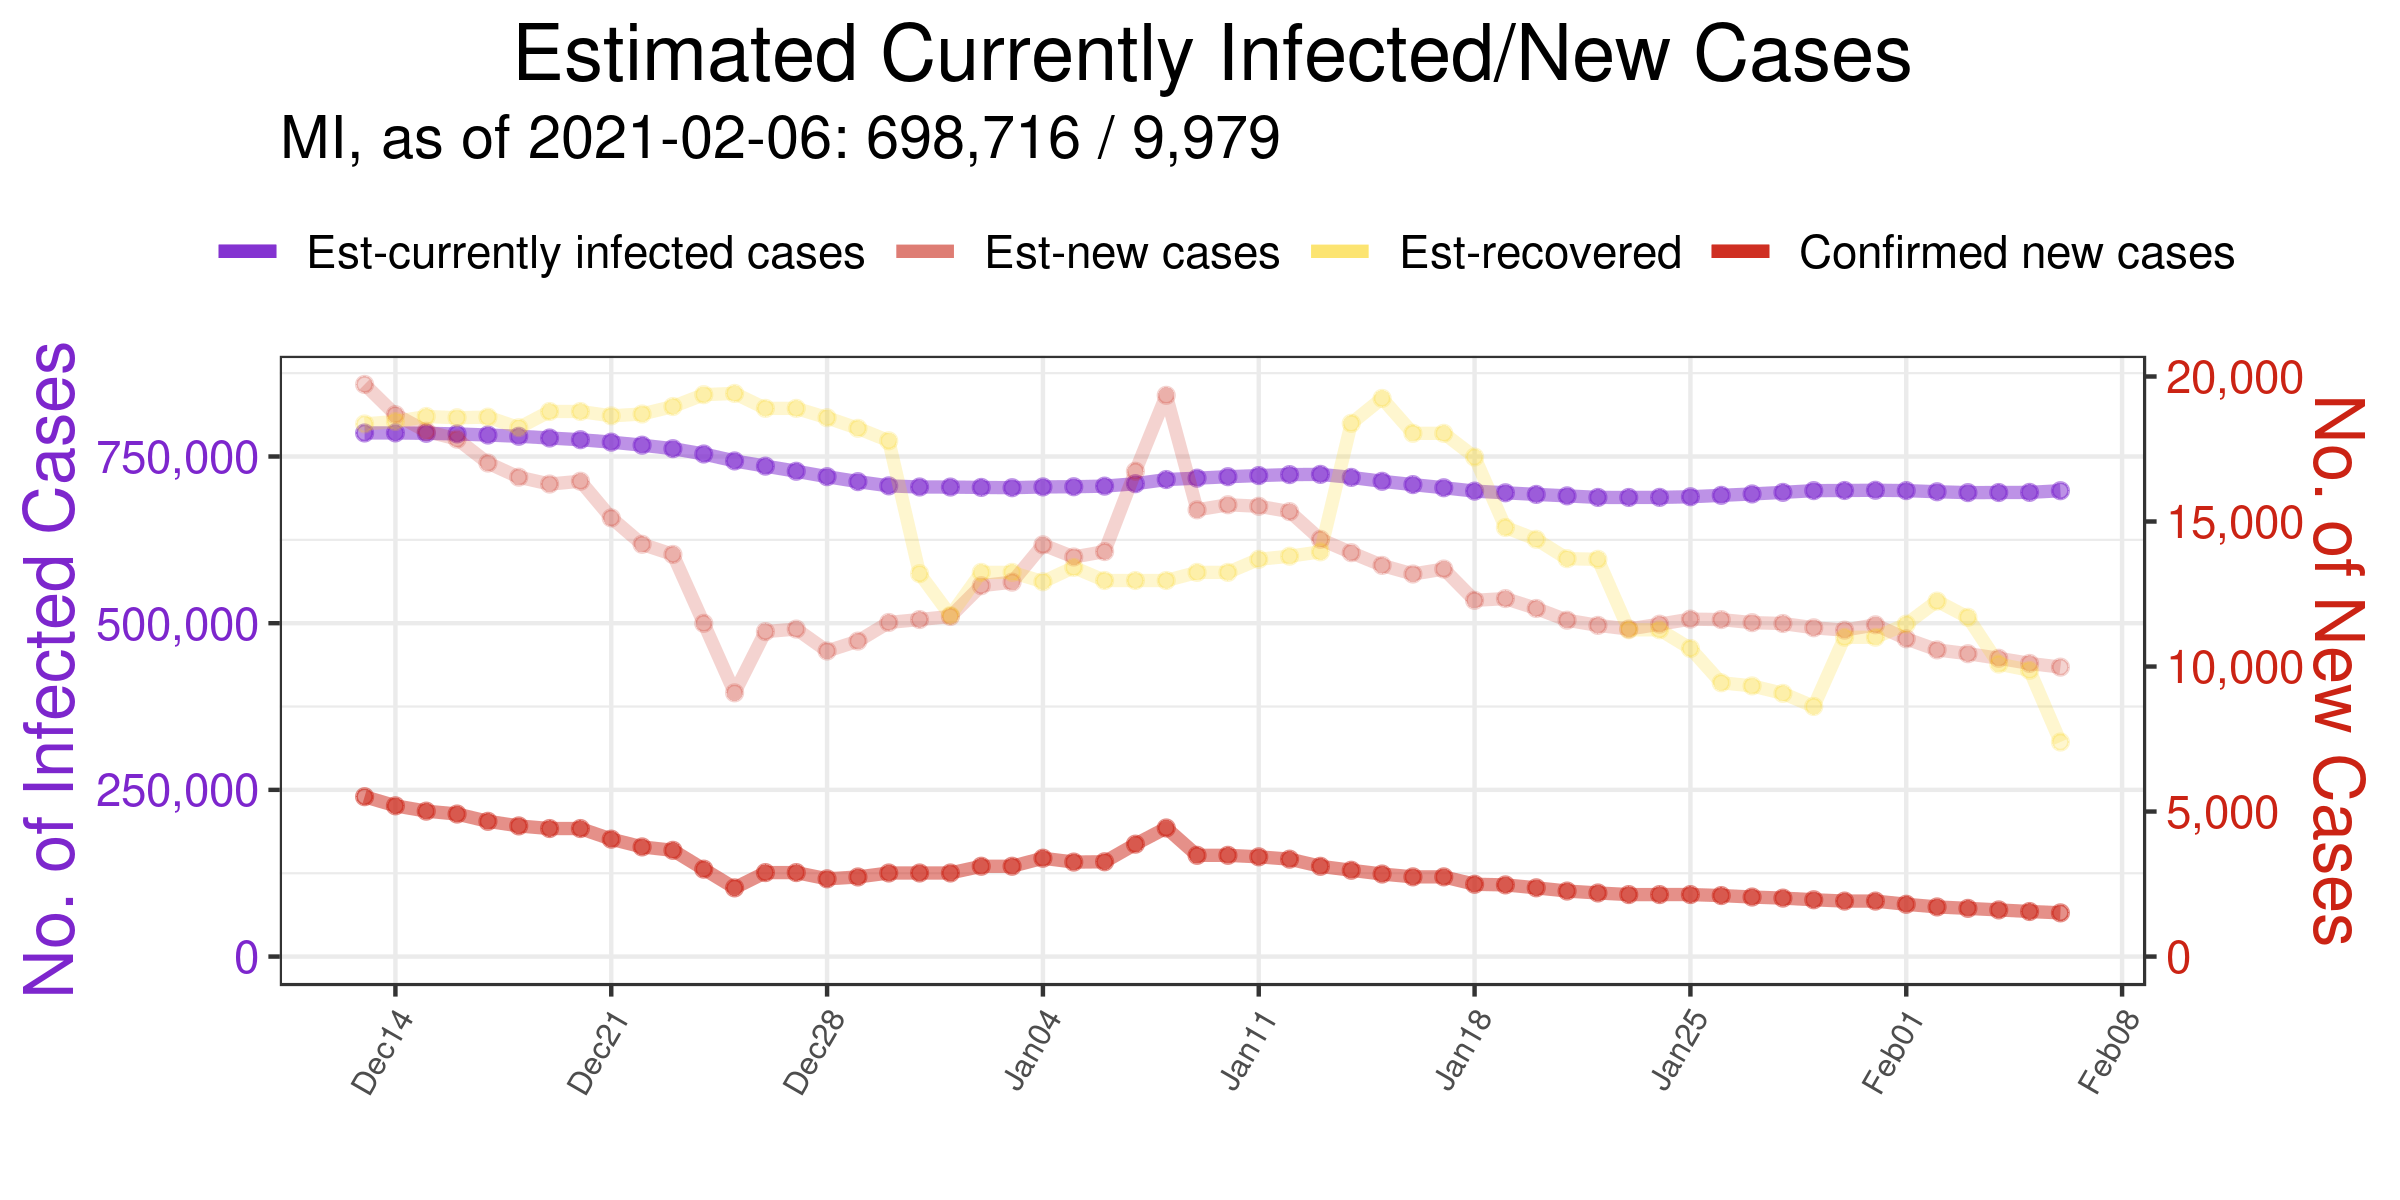 Estimated Currently Infected/New Cases
MI, as of 2021-02-06: 698,716 / 9,979
Est-currently infected cases Est-new cases Est-recovered Confirmed new cases
No. of Infected Cases
750,000
500,000
250,000
0
20,000
15,000
10,000
5,000
0
No. of New Cases
Dec14 Dec21 Dec28 Jan04 Jan11 Jan18 Jan25 Feb01 Feb08